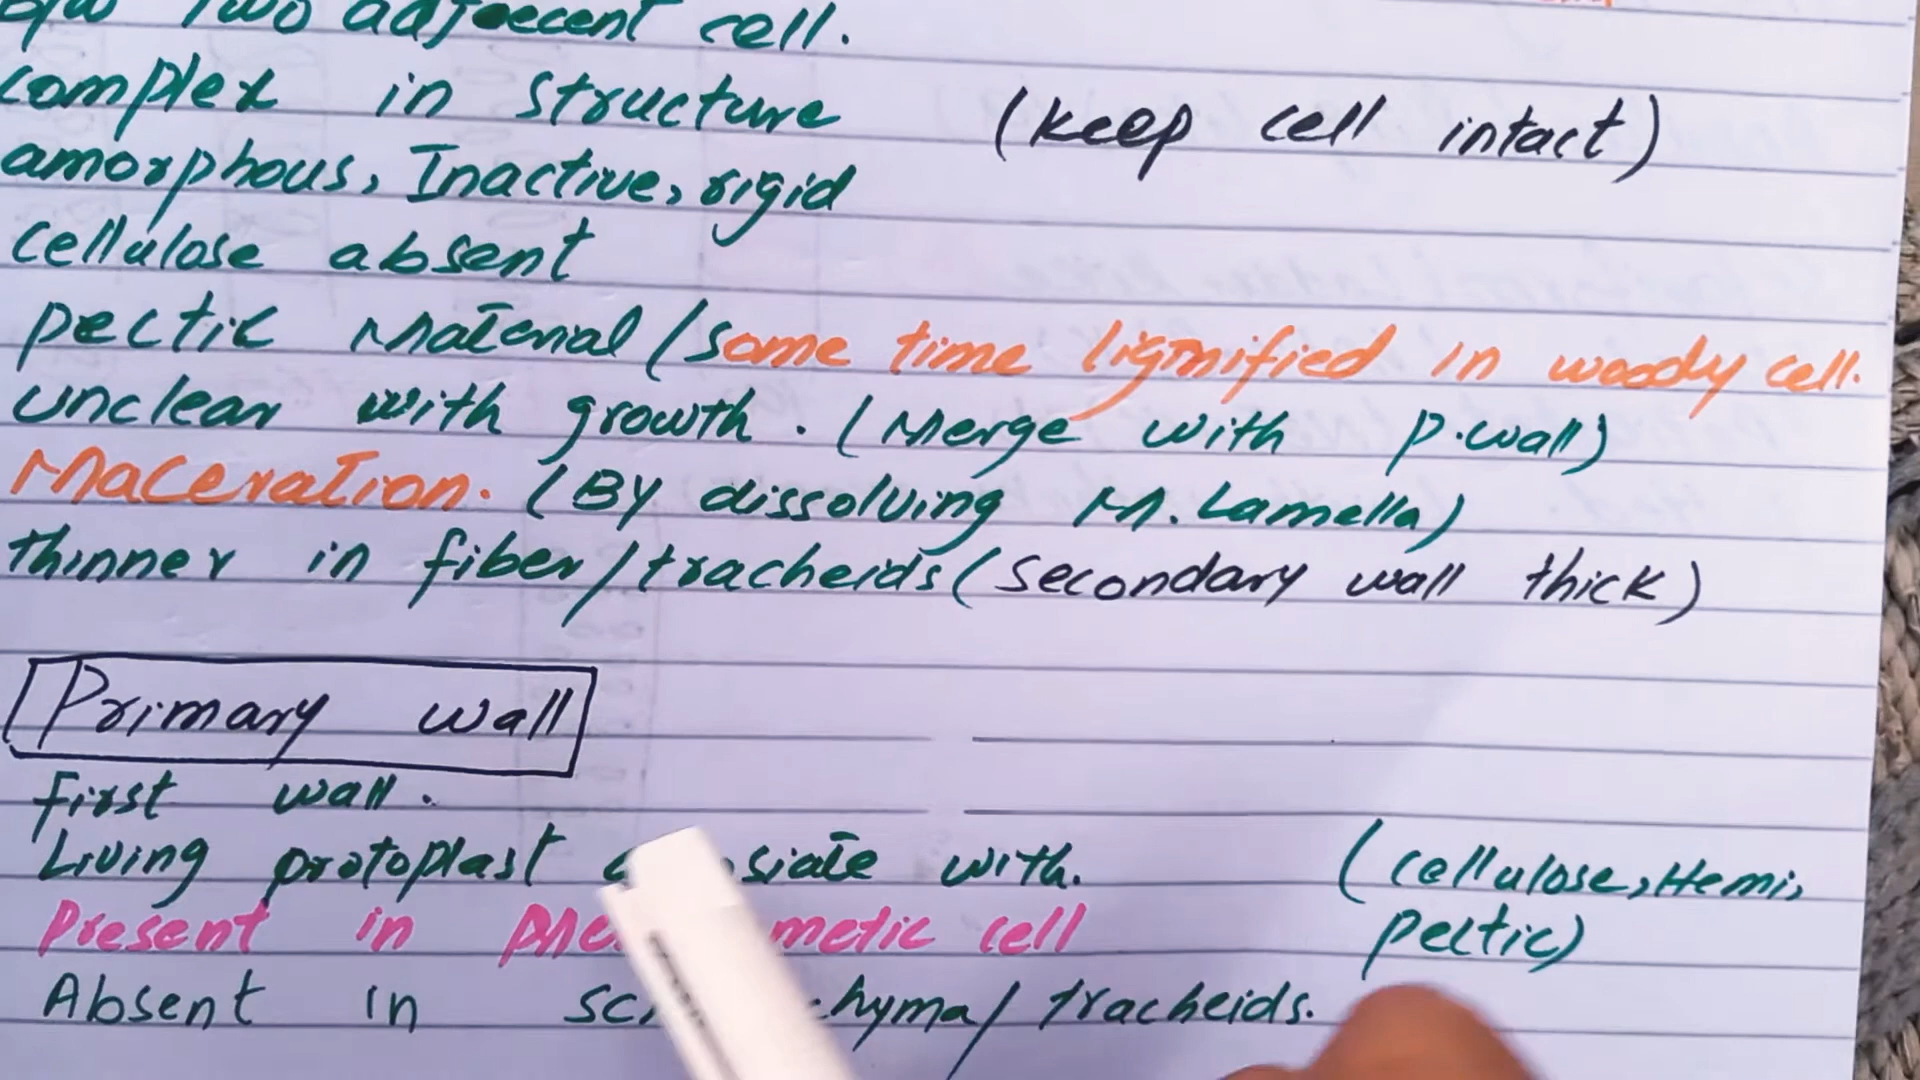 b/w two adjecent cell.
complex in structure (keep cell intact)
amorphous, Inactive, rigid
cellulose absent
pectic Material (some time lignified in woody cell.
unclear with growth. (Merge with P.wall)
Maceration. (By dissolving M. Lamella)
thinner in fiber/tracheids (secondary wall thick)
Primary wall
first wall.
Living protoplast with. (cellulose, Hemi,
Present in cell pectic)
Absent in tracheids.